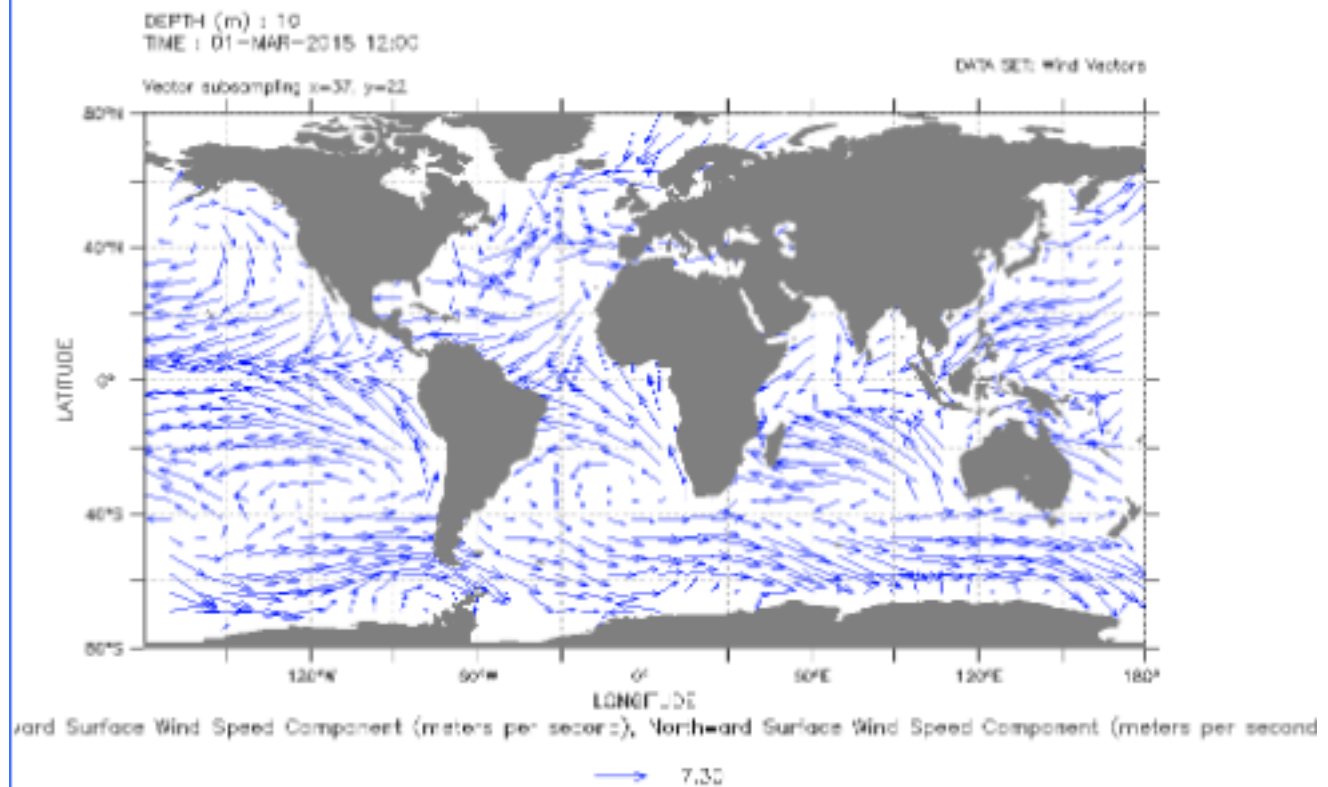 DEPTH (m) : 10
TIME : 01-MAR-2015 12:00
DATA SET: Wind Vectors
Vector subsampling x=37, y=22
80°N
40°N
0°
40°S
80°S
LATITUDE
120°W
60°W
0°
60°E
120°E
180°
LONGITUDE
ward Surface Wind Speed Component (meters per second), Northward Surface Wind Speed Component (meters per second
7.30